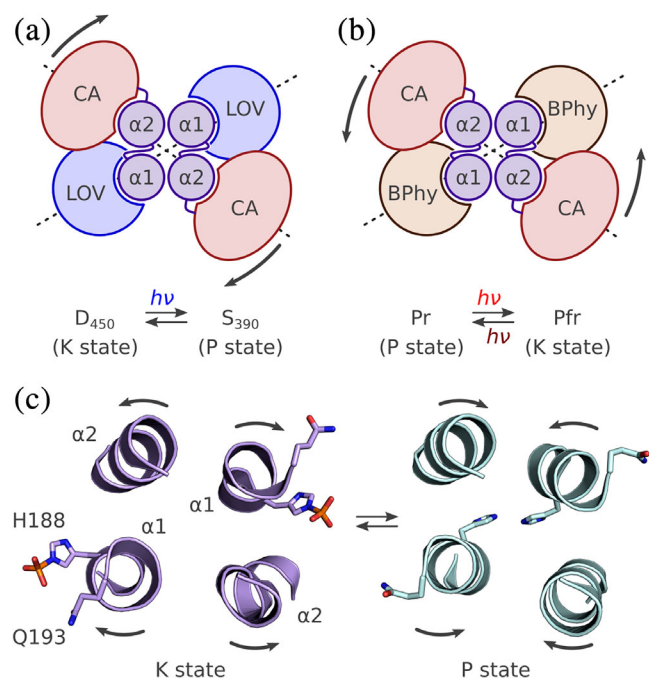 (a)
CA
LOV
α2
α1
LOV
α1
α2
CA
hν
D₄₅₀
S₃₉₀
(K state)
(P state)
(b)
CA
BPhy
α2
α1
BPhy
α1
α2
CA
hν
Pr
Pfr
hν
(P state)
(K state)
(c)
α2
α1
H188
α1
Q193
α2
K state
P state